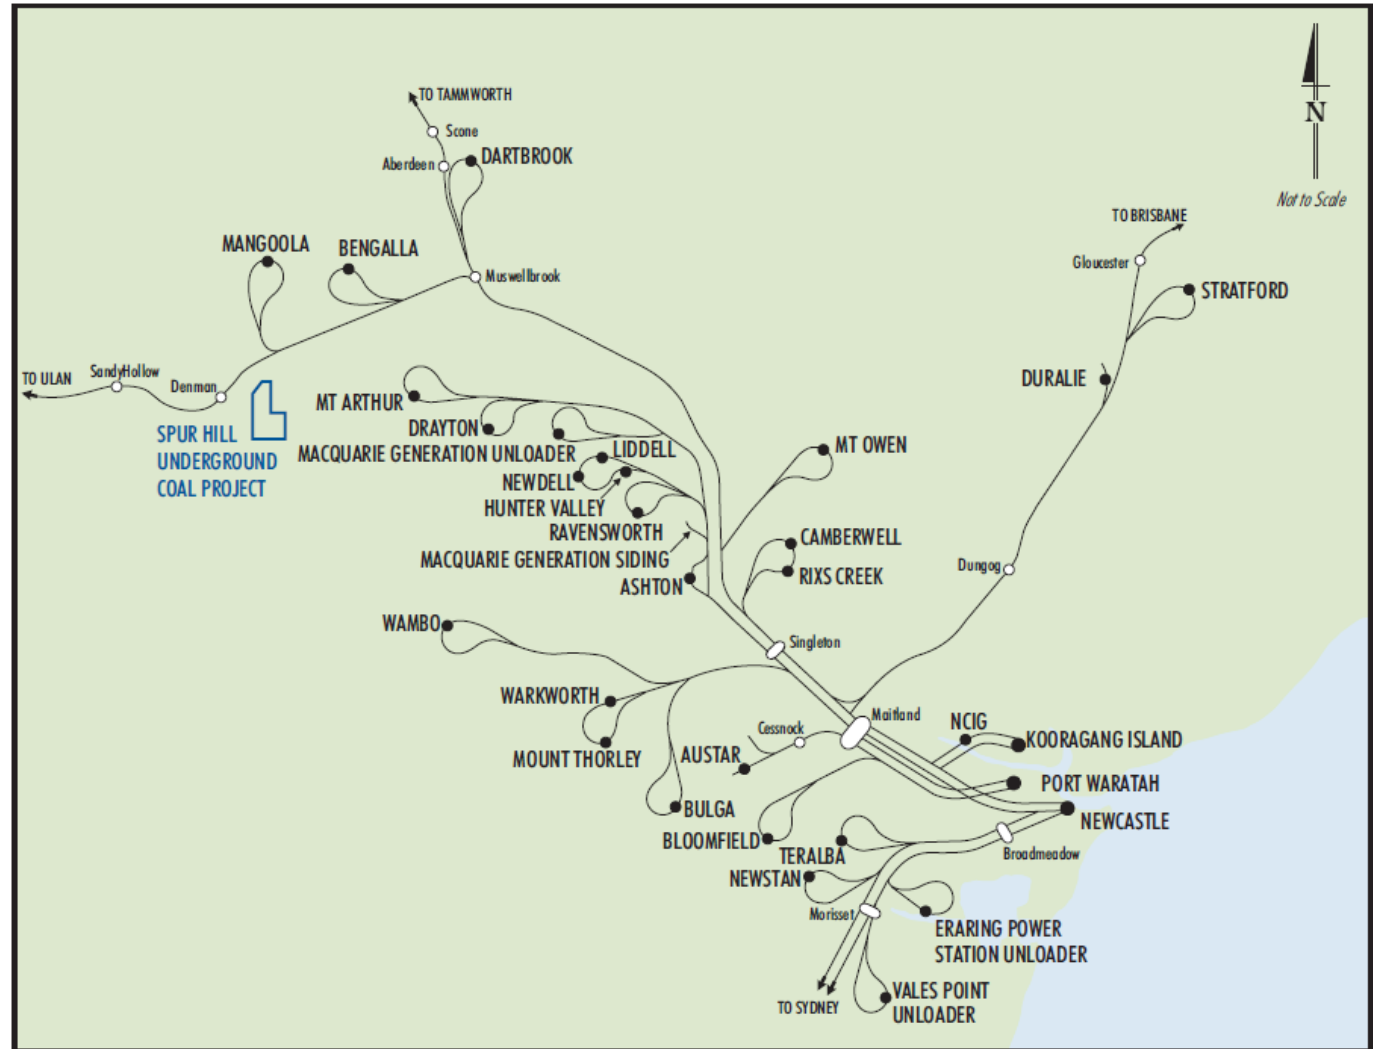 TO TAMMWORTH
Scone
Aberdeen
DARTBROOK
N
Not to Scale
TO BRISBANE
Gloucester
STRATFORD
MANGOOLA
BENGALLA
Muswellbrook
DURALIE
TO ULAN
SandyHollow
Denman
SPUR HILL
UNDERGROUND
COAL PROJECT
MT ARTHUR
DRAYTON
MACQUARIE GENERATION UNLOADER
LIDDELL
NEWDELL
HUNTER VALLEY
RAVENSWORTH
MACQUARIE GENERATION SIDING
ASHTON
MT OWEN
CAMBERWELL
RIXS CREEK
Dungog
WAMBO
Singleton
WARKWORTH
MOUNT THORLEY
Cessnock
Maitland
NCIG
KOORAGANG ISLAND
AUSTAR
PORT WARATAH
BULGA
NEWCASTLE
BLOOMFIELD
TERALBA
Broadmeadow
NEWSTAN
Morisset
ERARING POWER
STATION UNLOADER
VALES POINT
UNLOADER
TO SYDNEY